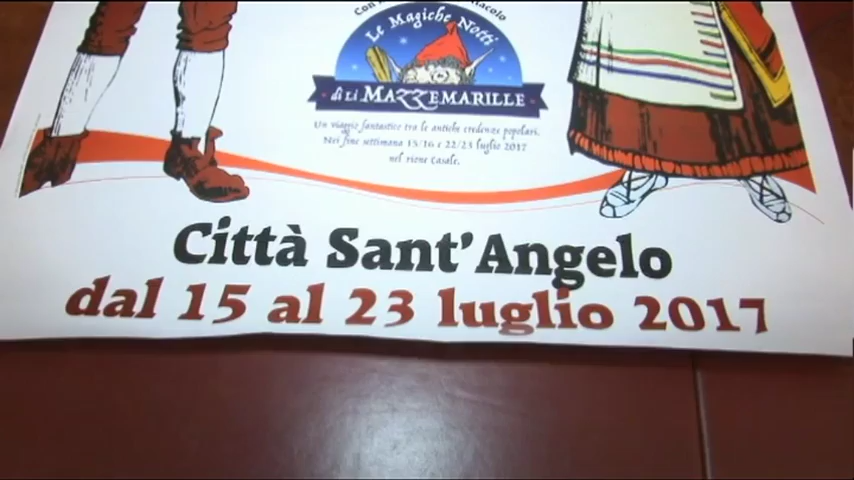 Le Magiche Notti
di Li MAZZEMARILLE
Un viaggio fantastico tra le antiche credenze popolari.
Nei fine settimana 15/16 e 22/23 luglio 2017
nel rione Casale.
Città Sant'Angelo
dal 15 al 23 luglio 2017